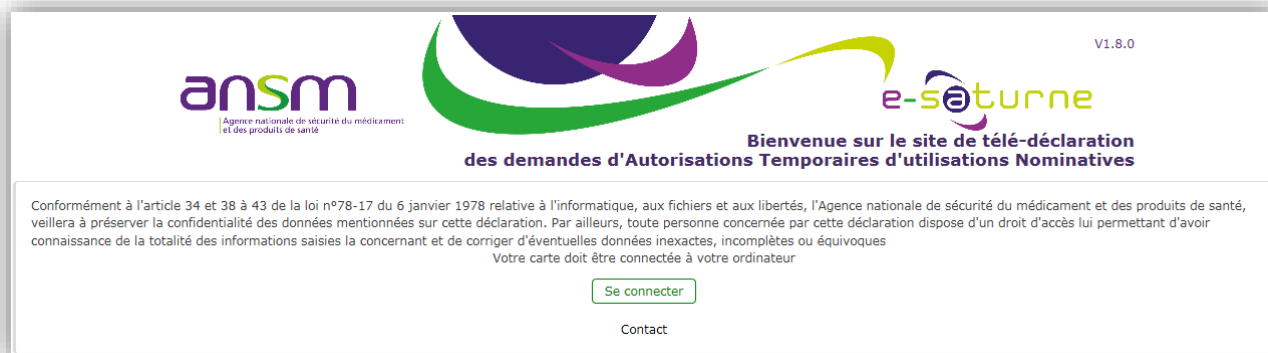 V1.8.0
ansm
Agence nationale de sécurité du médicament
et des produits de santé
e-saturne
Bienvenue sur le site de télé-déclaration
des demandes d'Autorisations Temporaires d'utilisations Nominatives
Conformément à l'article 34 et 38 à 43 de la loi n°78-17 du 6 janvier 1978 relative à l'informatique, aux fichiers et aux libertés, l'Agence nationale de sécurité du médicament et des produits de santé,
veillera à préserver la confidentialité des données mentionnées sur cette déclaration. Par ailleurs, toute personne concernée par cette déclaration dispose d'un droit d'accès lui permettant d'avoir
connaissance de la totalité des informations saisies la concernant et de corriger d'éventuelles données inexactes, incomplètes ou équivoques
Votre carte doit être connectée à votre ordinateur
Se connecter
Contact